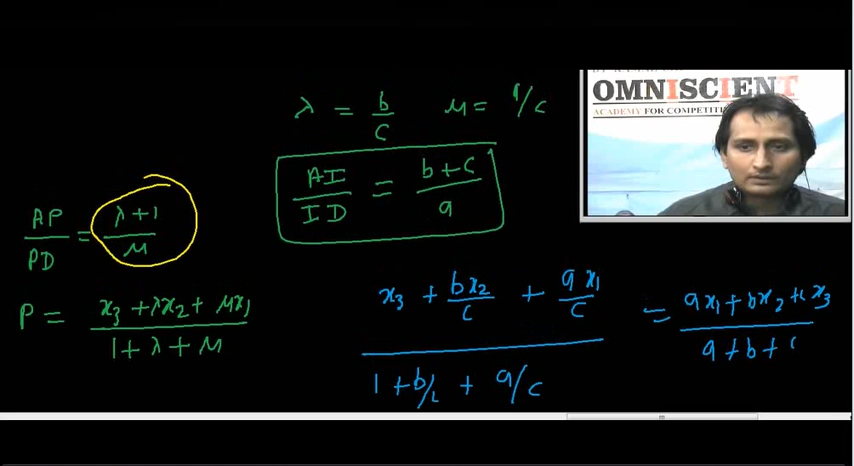 OMNISCIENT
ACADEMY FOR COMPETITI
λ = b/c   μ = a/c
AI/ID = (b+c)/a
AP/PD = (λ+1)/μ
P = (x₃ + λx₂ + μx₁)/(1 + λ + μ)
(x₃ + bx₂/c + ax₁/c)/(1 + b/c + a/c) = (ax₁ + bx₂ + cx₃)/(a + b + c)